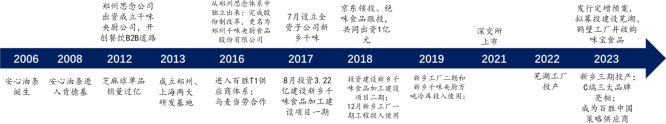 郑州思念公司
出资成立千味
央厨公司，开
创餐饮B2B道路
从郑州思念体系中
独立出来；完成股
份制改革，更名为
郑州千味央厨食品
股份有限公司
7月设立全
资子公司新
乡千味
京东领投、绝
味食品跟投，
共同出资1亿
元
深交所
上市
发行定增预案，
拟募投建设芜湖、
鹤壁工厂并收购
味宝食品
2006 2008 2012 2013 2016 2017 2018 2019 2021 2022 2023
安心油条
诞生
安心油条进
入肯德基
芝麻球单品
销量过亿
成立郑州、
上海两大
研发基地
进入百胜T1供
应商体系；
与麦当劳合作
8月投资3.22
亿建设新乡千
味食品加工建
设项目一期
投资建设新乡千味
食品加工建设项
目二期；
12月新乡工厂一期
工程投入使用
新乡工厂二期和
新乡千味央厨万
吨冷库投入使用；
芜湖工厂
投产
新乡三期投产；
C端三大品牌
亮相；
成为百胜中国
策略供应商